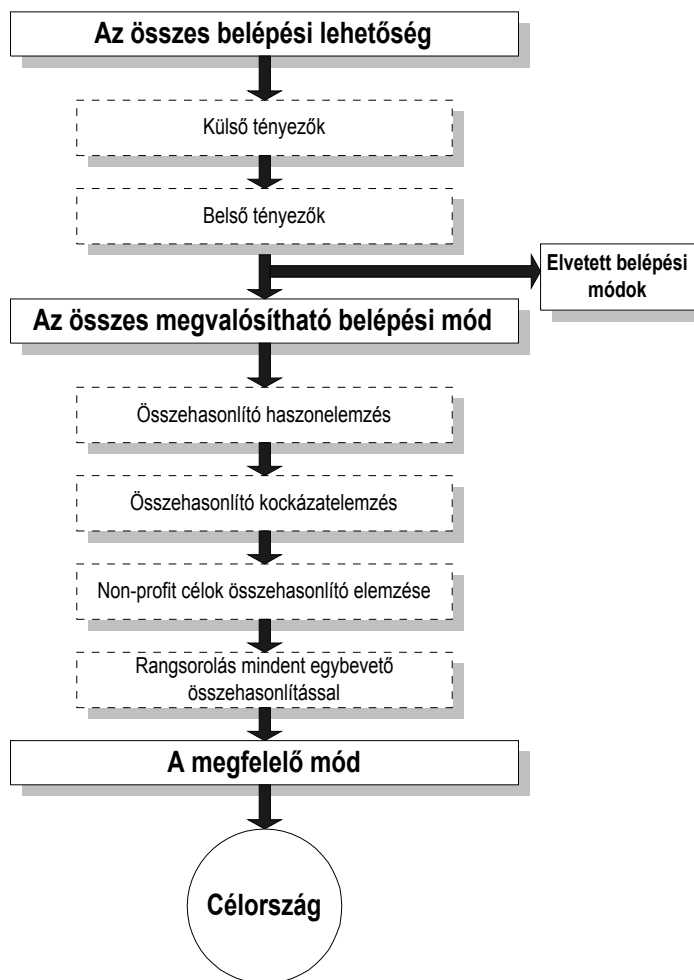 Az összes belépési lehetőség
Külső tényezők
Belső tényezők
Elvetett belépési
módok
Az összes megvalósítható belépési mód
Összehasonlító haszonelemzés
Összehasonlító kockázatelemzés
Non-profit célok összehasonlító elemzése
Rangsorolás mindent egybevető
összehasonlítással
A megfelelő mód
Célország